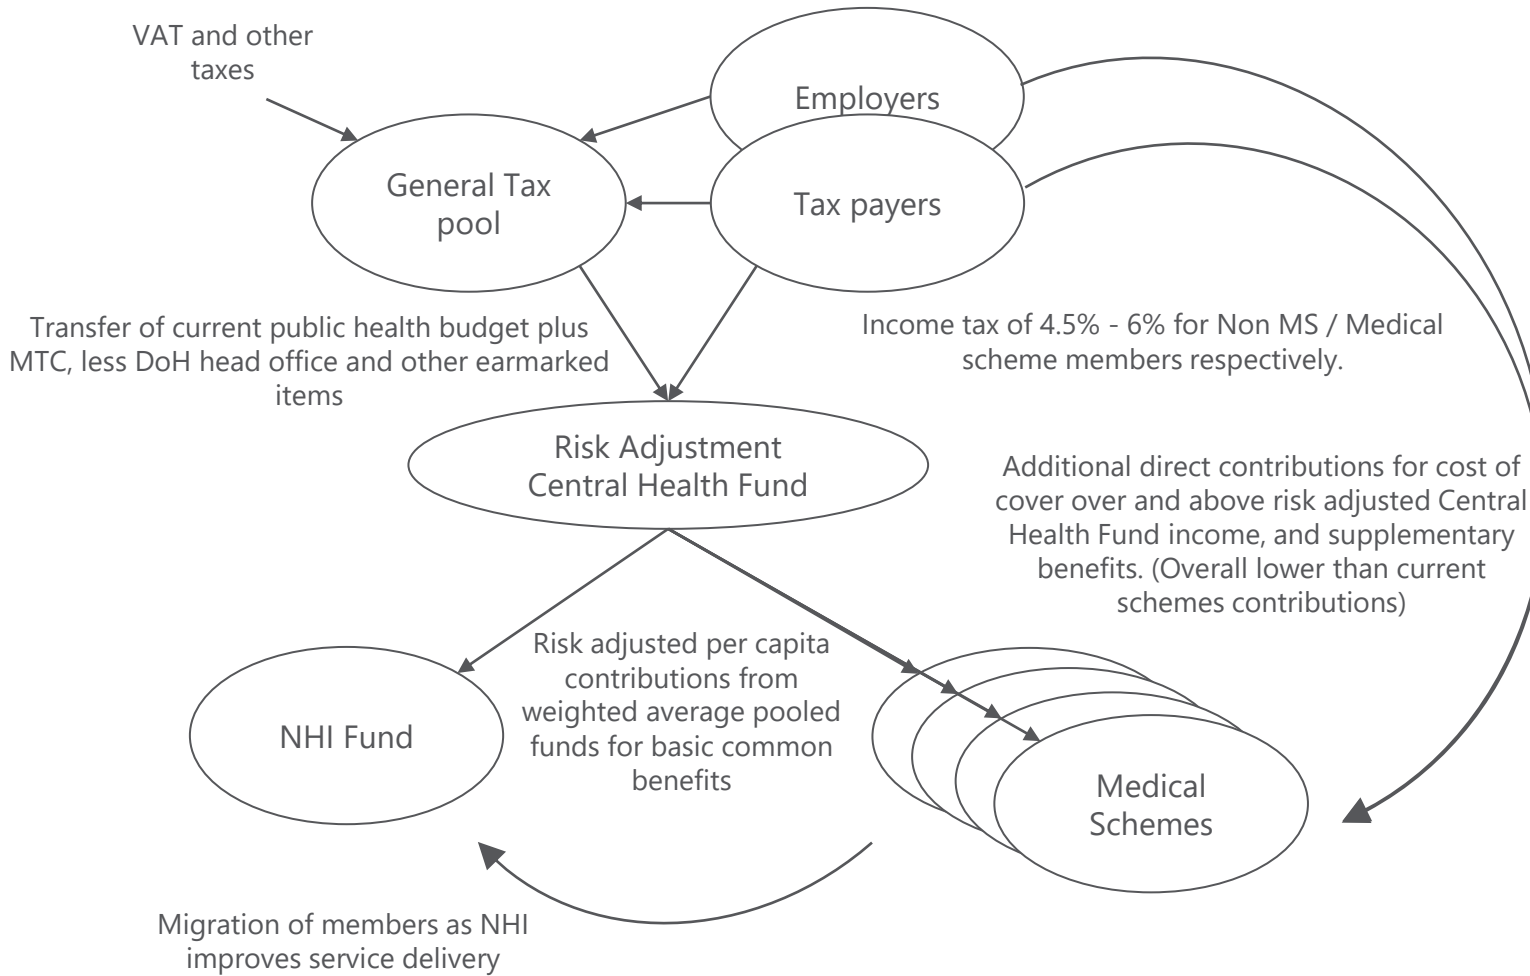 VAT and other
taxes
Employers
General Tax
pool
Tax payers
Transfer of current public health budget plus
MTC, less DoH head office and other earmarked
items
Income tax of 4.5% - 6% for Non MS / Medical
scheme members respectively.
Risk Adjustment
Central Health Fund
Additional direct contributions for cost of
cover over and above risk adjusted Central
Health Fund income, and supplementary
benefits. (Overall lower than current
schemes contributions)
NHI Fund
Risk adjusted per capita
contributions from
weighted average pooled
funds for basic common
benefits
Medical
Schemes
Migration of members as NHI
improves service delivery